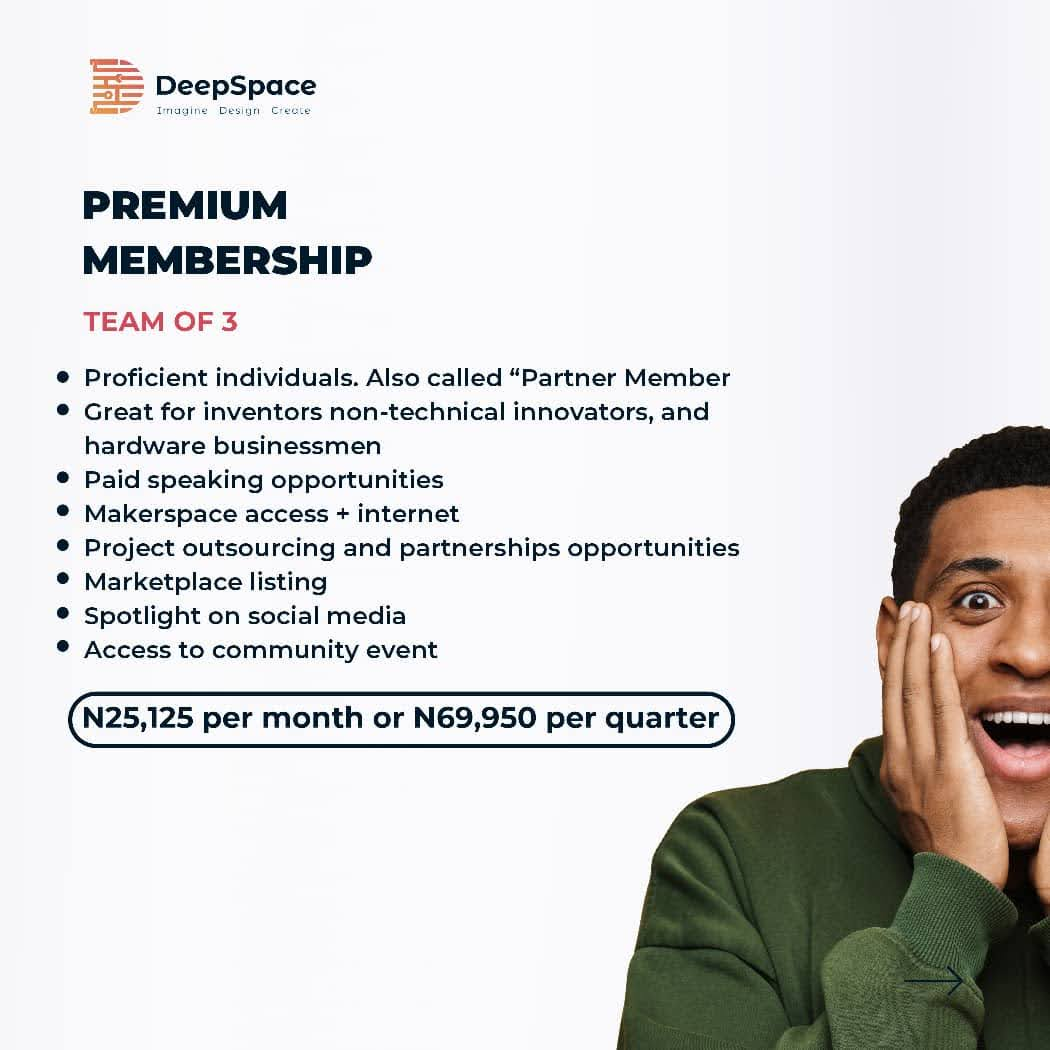 DeepSpace
Imagine Design Create
PREMIUM
MEMBERSHIP
TEAM OF 3
• Proficient individuals. Also called “Partner Member
• Great for inventors non-technical innovators, and
hardware businessmen
• Paid speaking opportunities
• Makerspace access + internet
• Project outsourcing and partnerships opportunities
• Marketplace listing
• Spotlight on social media
• Access to community event
N25,125 per month or N69,950 per quarter